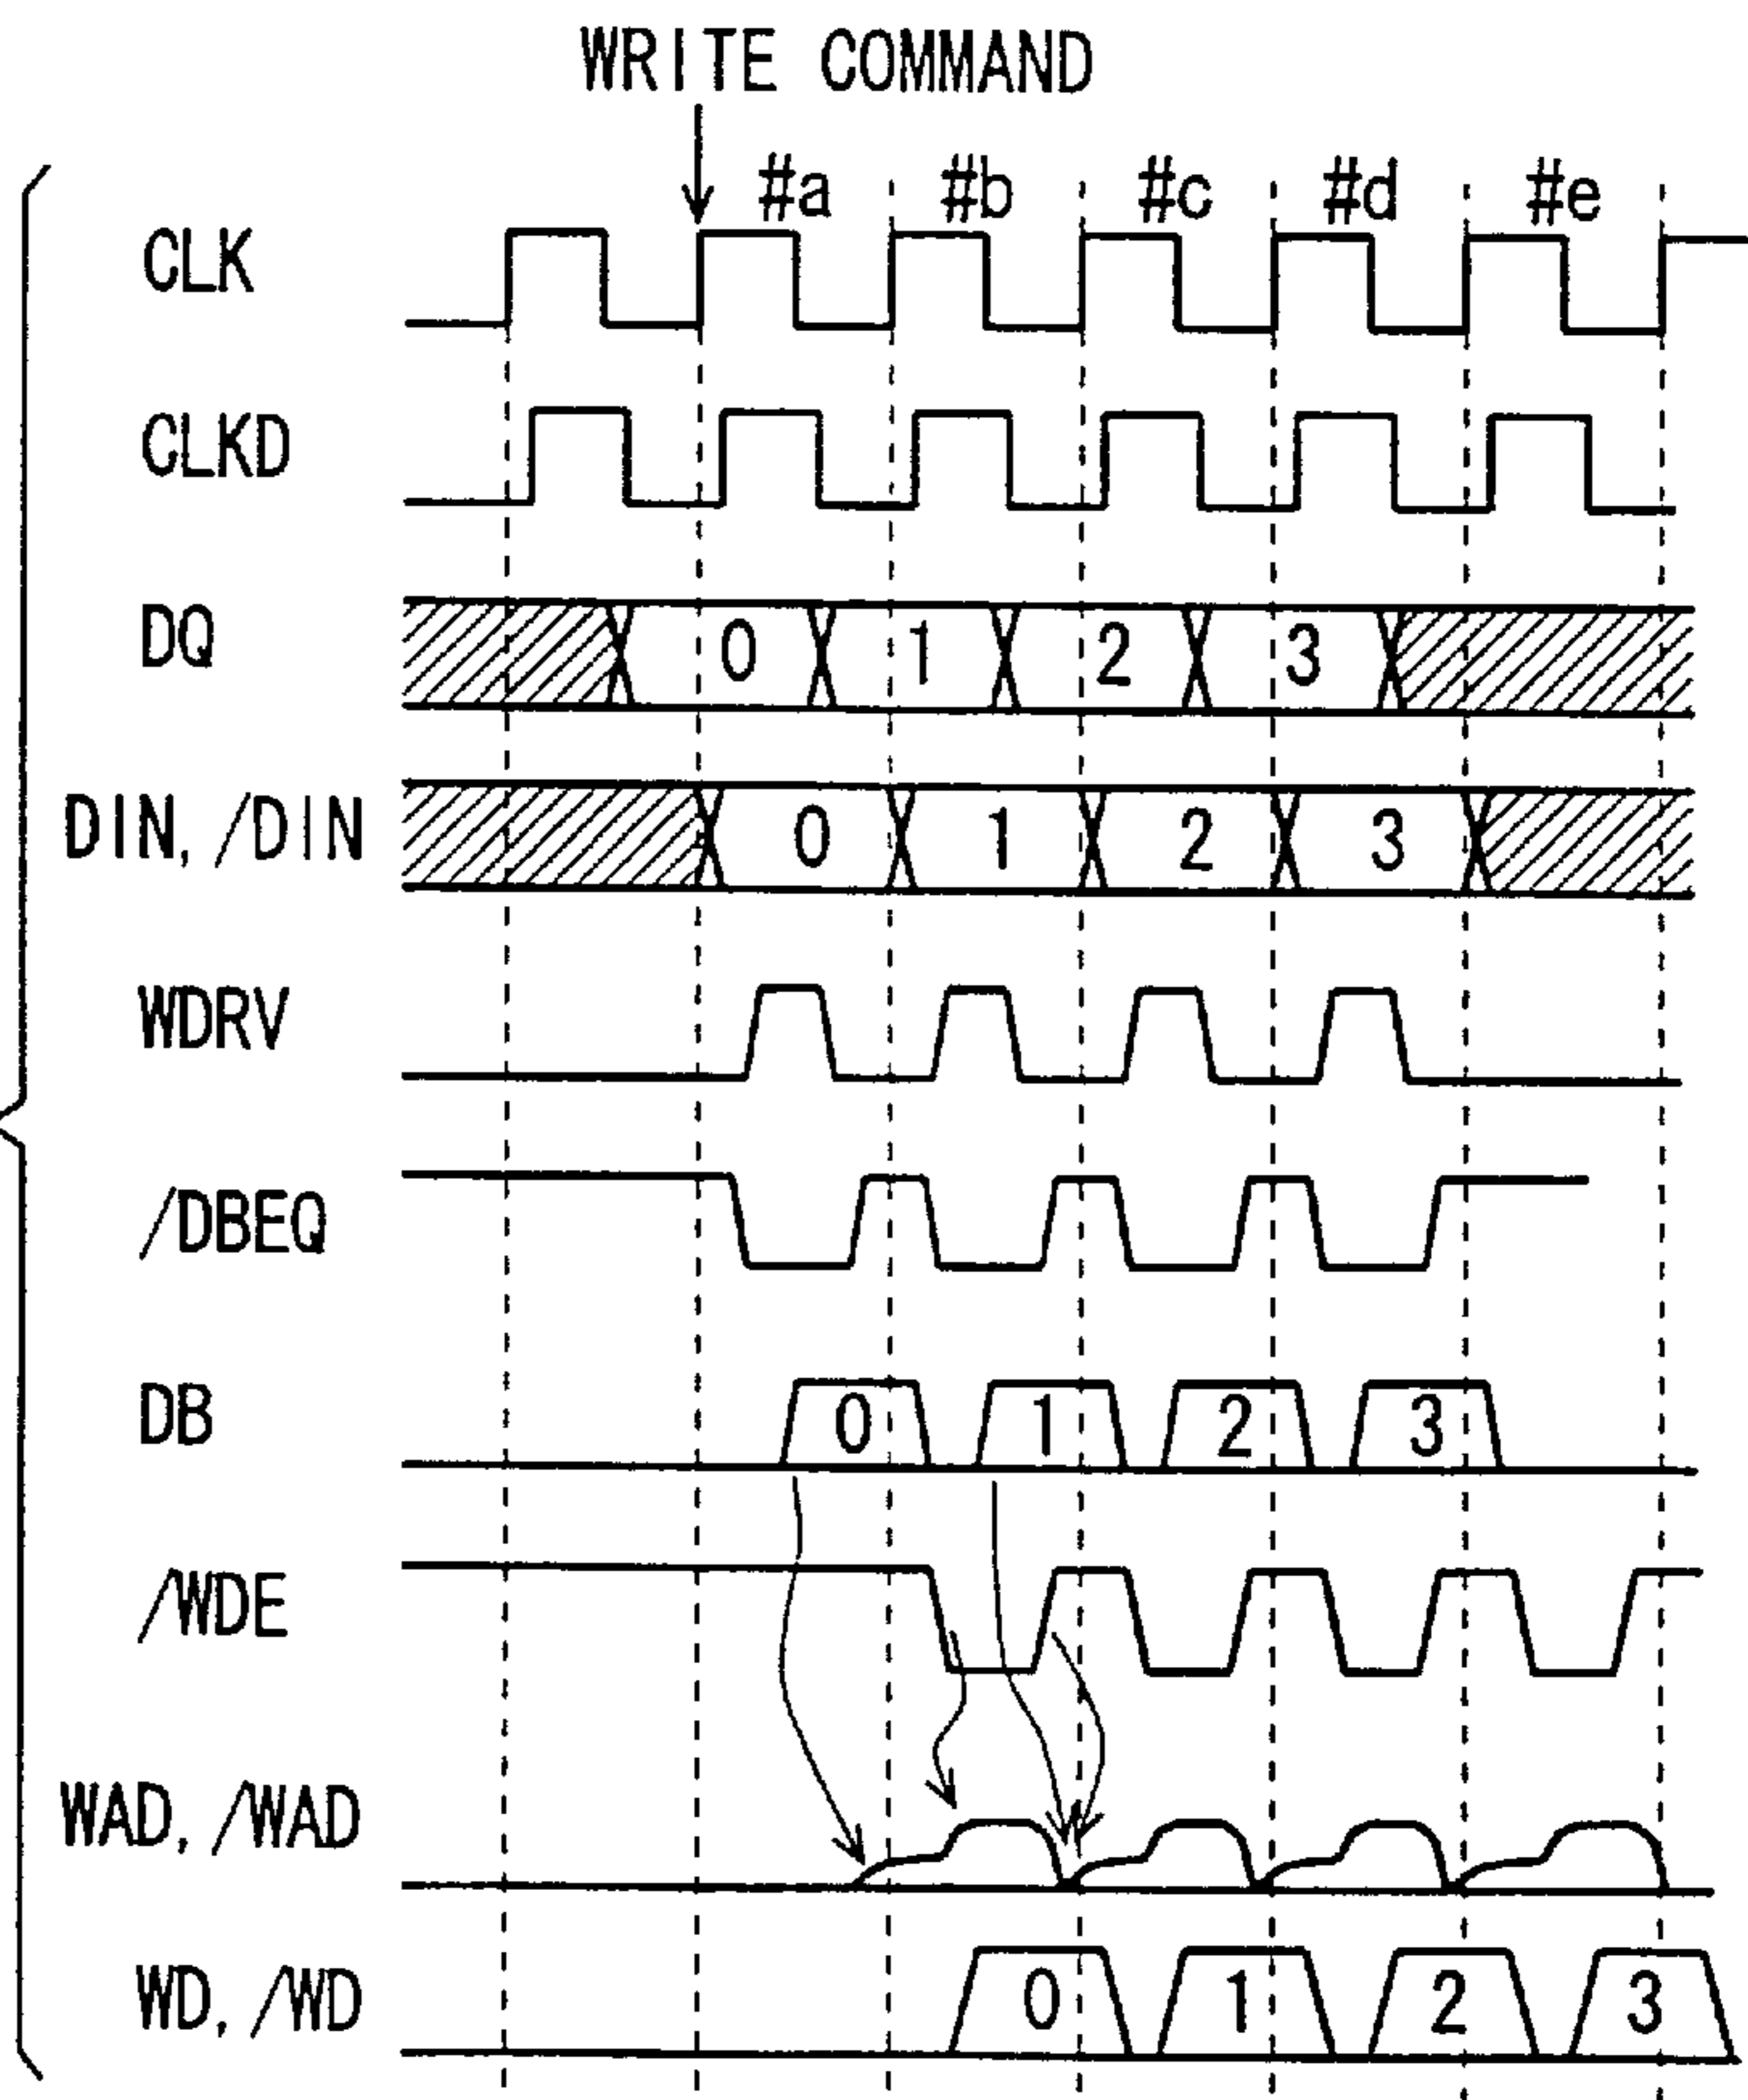 WRITE COMMAND
#a #b #c #d #e
CLK
CLKD
DQ 0 1 2 3
DIN, /DIN 0 1 2 3
WDRV
/DBEQ
DB 0 1 2 3
/WDE
WAD, /WAD
WD, /WD 0 1 2 3